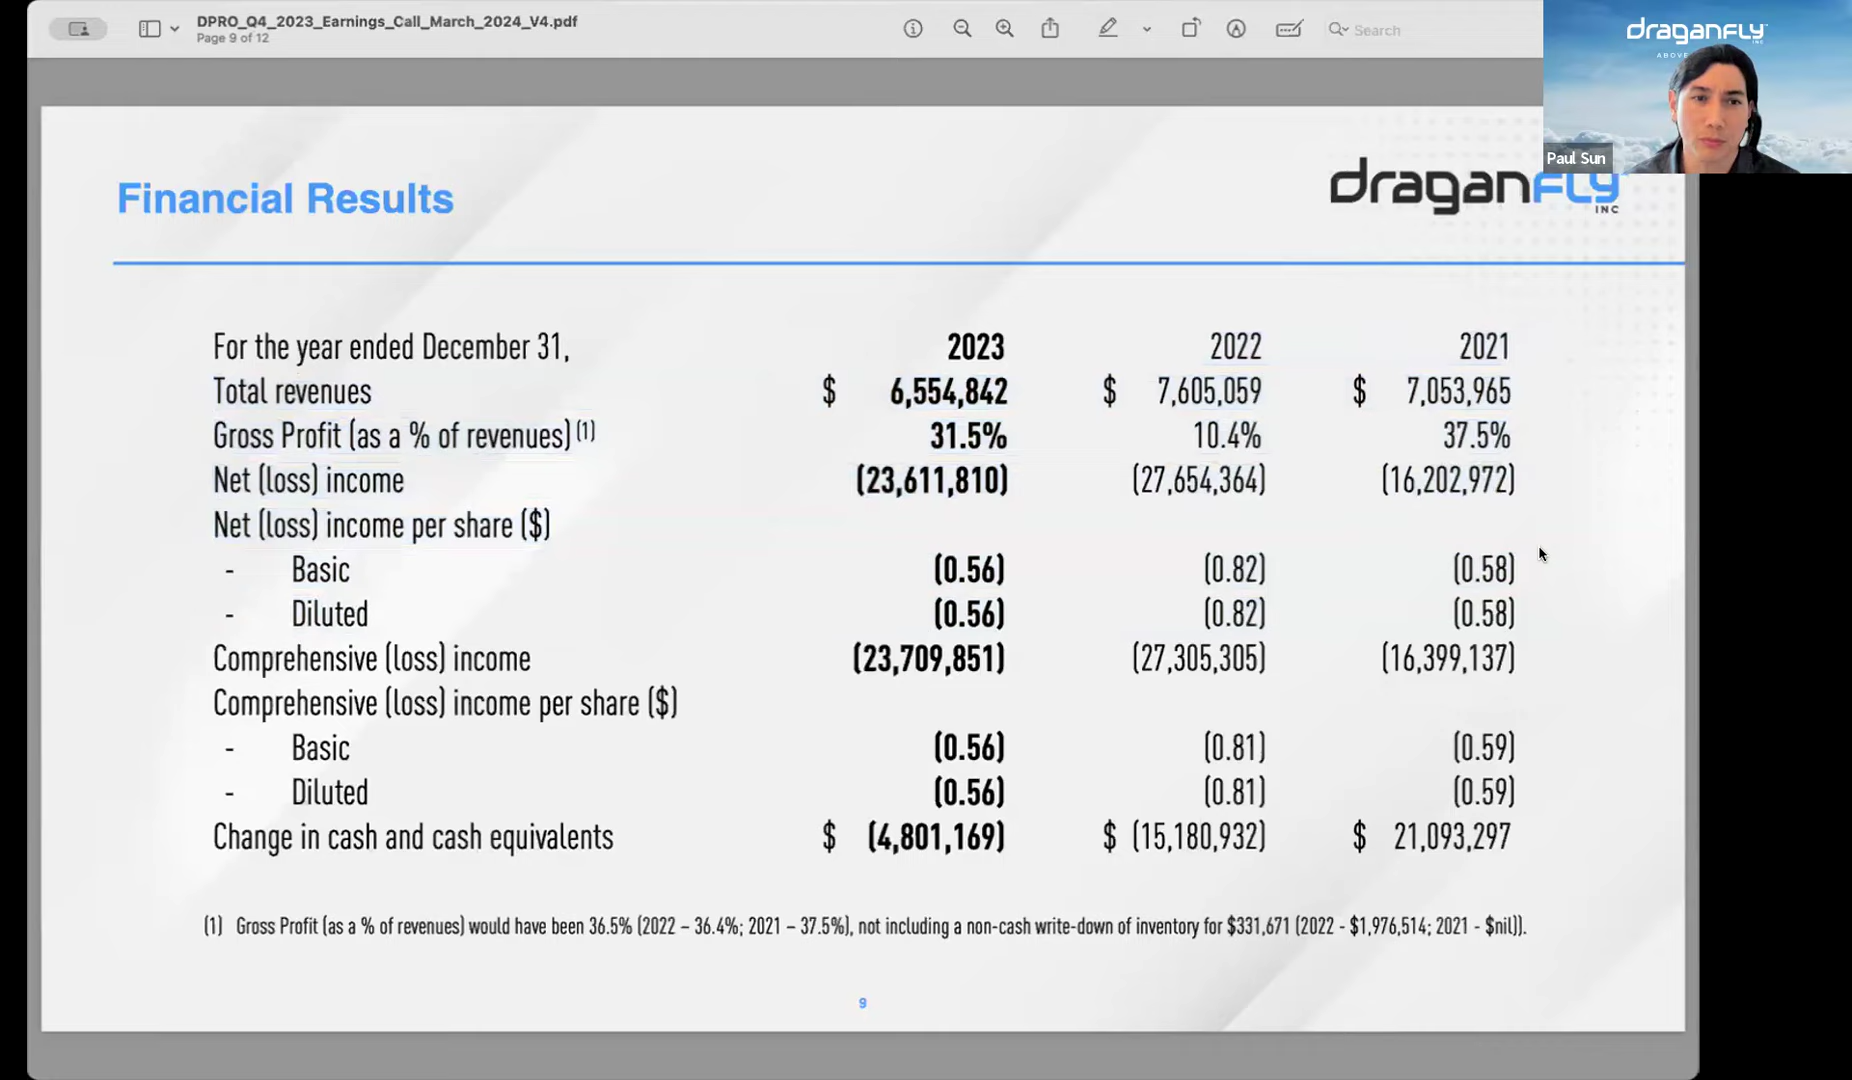 DPRO_Q4_2023_Earnings_Call_March_2024_V4.pdf
Page 9 of 12
Search
draganfly
INC
Paul Sun
Financial Results
draganfly
INC
For the year ended December 31, 2023 2022 2021
Total revenues $ 6,554,842 $ 7,605,059 $ 7,053,965
Gross Profit (as a % of revenues) (1) 31.5% 10.4% 37.5%
Net (loss) income (23,611,810) (27,654,364) (16,202,972)
Net (loss) income per share ($)
- Basic (0.56) (0.82) (0.58)
- Diluted (0.56) (0.82) (0.58)
Comprehensive (loss) income (23,709,851) (27,305,305) (16,399,137)
Comprehensive (loss) income per share ($)
- Basic (0.56) (0.81) (0.59)
- Diluted (0.56) (0.81) (0.59)
Change in cash and cash equivalents $ (4,801,169) $ (15,180,932) $ 21,093,297
(1) Gross Profit (as a % of revenues) would have been 36.5% (2022 – 36.4%; 2021 – 37.5%), not including a non-cash write-down of inventory for $331,671 (2022 - $1,976,514; 2021 - $nil)).
9